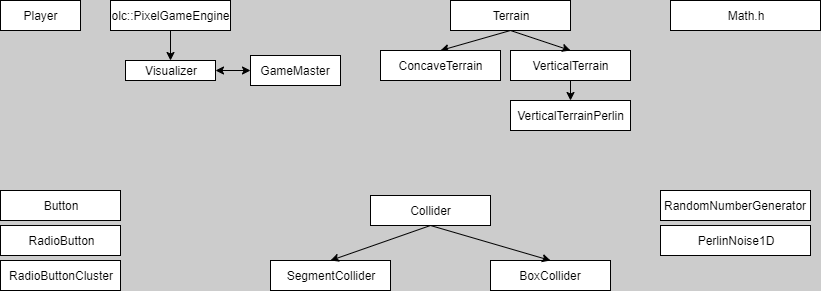 Player
olc::PixelGameEngine
Terrain
Math.h
Visualizer
GameMaster
ConcaveTerrain
VerticalTerrain
VerticalTerrainPerlin
Button
Collider
RandomNumberGenerator
RadioButton
PerlinNoise1D
RadioButtonCluster
SegmentCollider
BoxCollider